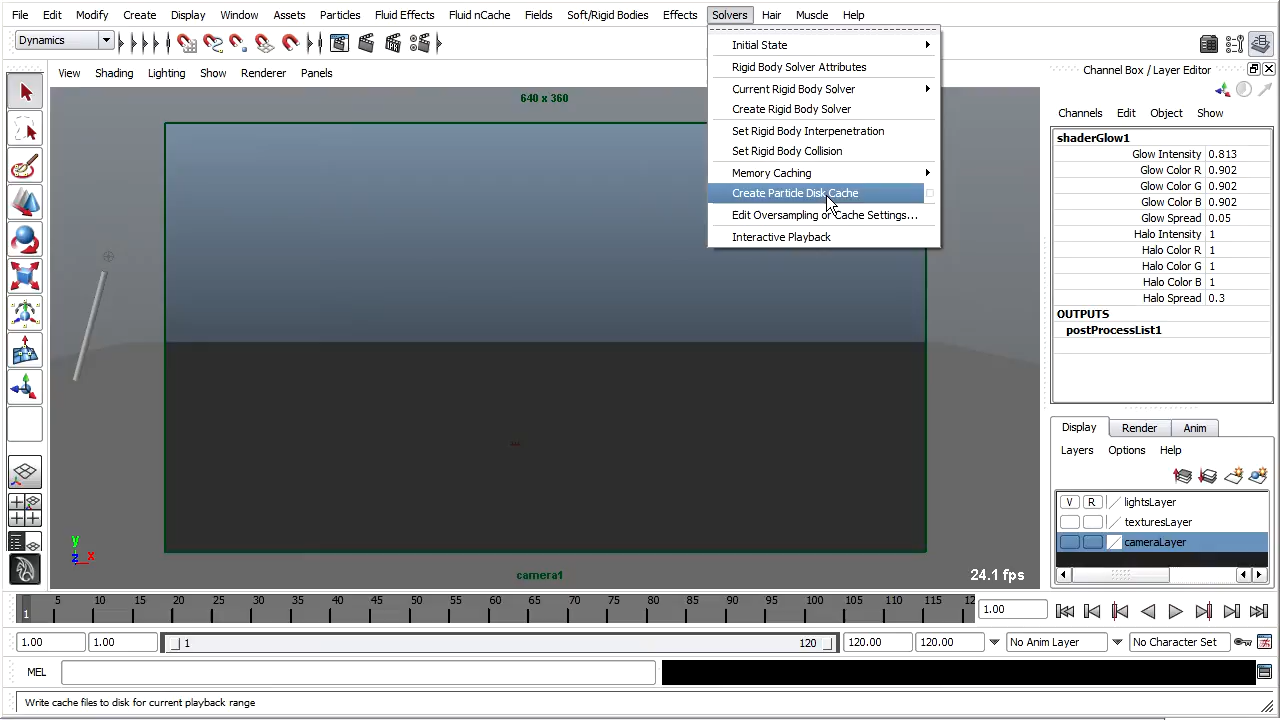 File Edit Modify Create Display Window Assets Particles Fluid Effects Fluid nCache Fields Soft/Rigid Bodies Effects Solvers Hair Muscle Help
Dynamics
View Shading Lighting Show Renderer Panels
640 x 360
Initial State
Rigid Body Solver Attributes
Current Rigid Body Solver
Create Rigid Body Solver
Set Rigid Body Interpenetration
Set Rigid Body Collision
Memory Caching
Create Particle Disk Cache
Edit Oversampling or Cache Settings...
Interactive Playback
Channel Box / Layer Editor
Channels Edit Object Show
shaderGlow1
Glow Intensity 0.813
Glow Color R 0.902
Glow Color G 0.902
Glow Color B 0.902
Glow Spread 0.05
Halo Intensity 1
Halo Color R 1
Halo Color G 1
Halo Color B 1
Halo Spread 0.3
OUTPUTS
postProcessList1
Display Render Anim
Layers Options Help
V R lightsLayer
texturesLayer
cameraLayer
y
z x
camera1
24.1 fps
1 5 10 15 20 25 30 35 40 45 50 55 60 65 70 75 80 85 90 95 100 105 110 115 12
1.00
1.00 1.00 1 120 120.00 120.00 No Anim Layer No Character Set
MEL
Write cache files to disk for current playback range